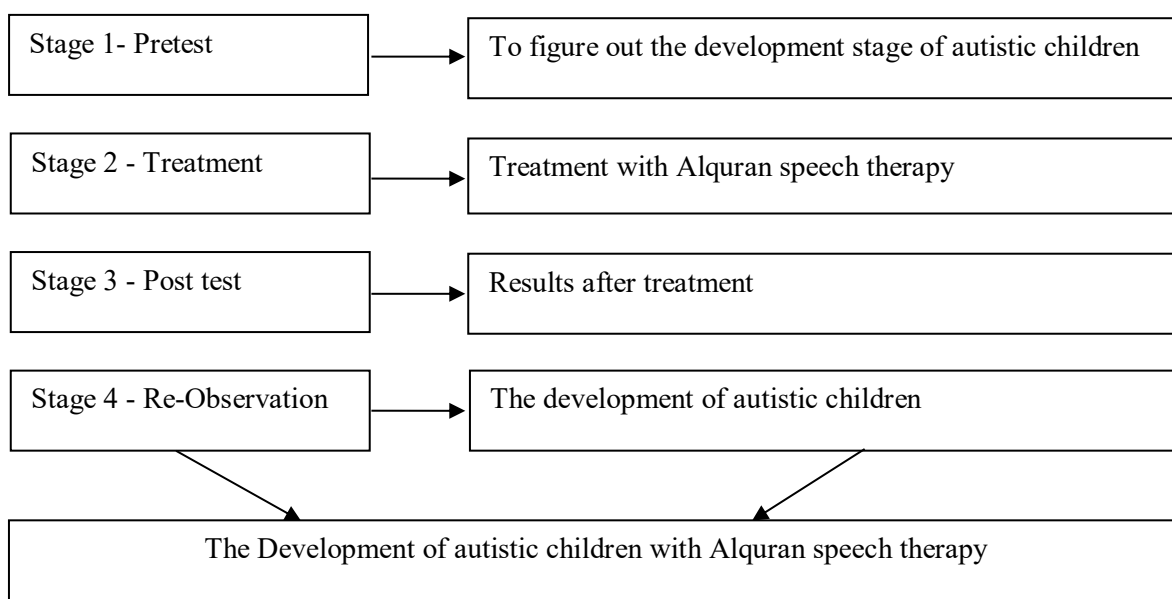 Stage 1- Pretest
To figure out the development stage of autistic children
Stage 2 - Treatment
Treatment with Alquran speech therapy
Stage 3 - Post test
Results after treatment
Stage 4 - Re-Observation
The development of autistic children
The Development of autistic children with Alquran speech therapy